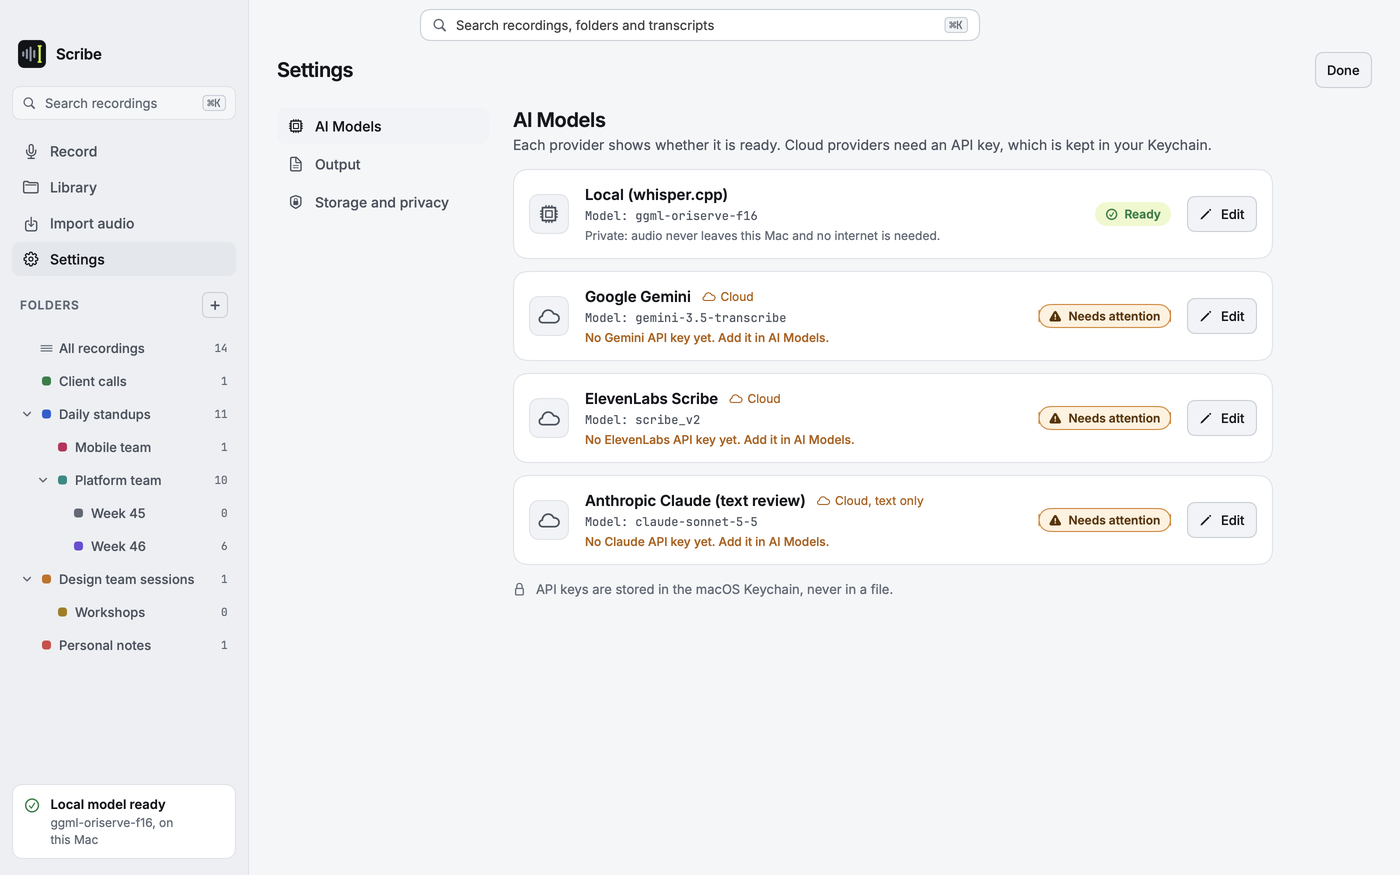 Search recordings, folders and transcripts ⌘K
Scribe
Search recordings ⌘K
Record
Library
Import audio
Settings
FOLDERS
All recordings 14
Client calls 1
Daily standups 11
Mobile team 1
Platform team 10
Week 45 0
Week 46 6
Design team sessions 1
Workshops 0
Personal notes 1
Local model ready
ggml-oriserve-f16, on
this Mac
Settings
Done
AI Models
Output
Storage and privacy
AI Models
Each provider shows whether it is ready. Cloud providers need an API key, which is kept in your Keychain.
Local (whisper.cpp)
Model: ggml-oriserve-f16
Private: audio never leaves this Mac and no internet is needed.
Ready
Edit
Google Gemini Cloud
Model: gemini-3.5-transcribe
No Gemini API key yet. Add it in AI Models.
Needs attention
Edit
ElevenLabs Scribe Cloud
Model: scribe_v2
No ElevenLabs API key yet. Add it in AI Models.
Needs attention
Edit
Anthropic Claude (text review) Cloud, text only
Model: claude-sonnet-5-5
No Claude API key yet. Add it in AI Models.
Needs attention
Edit
API keys are stored in the macOS Keychain, never in a file.